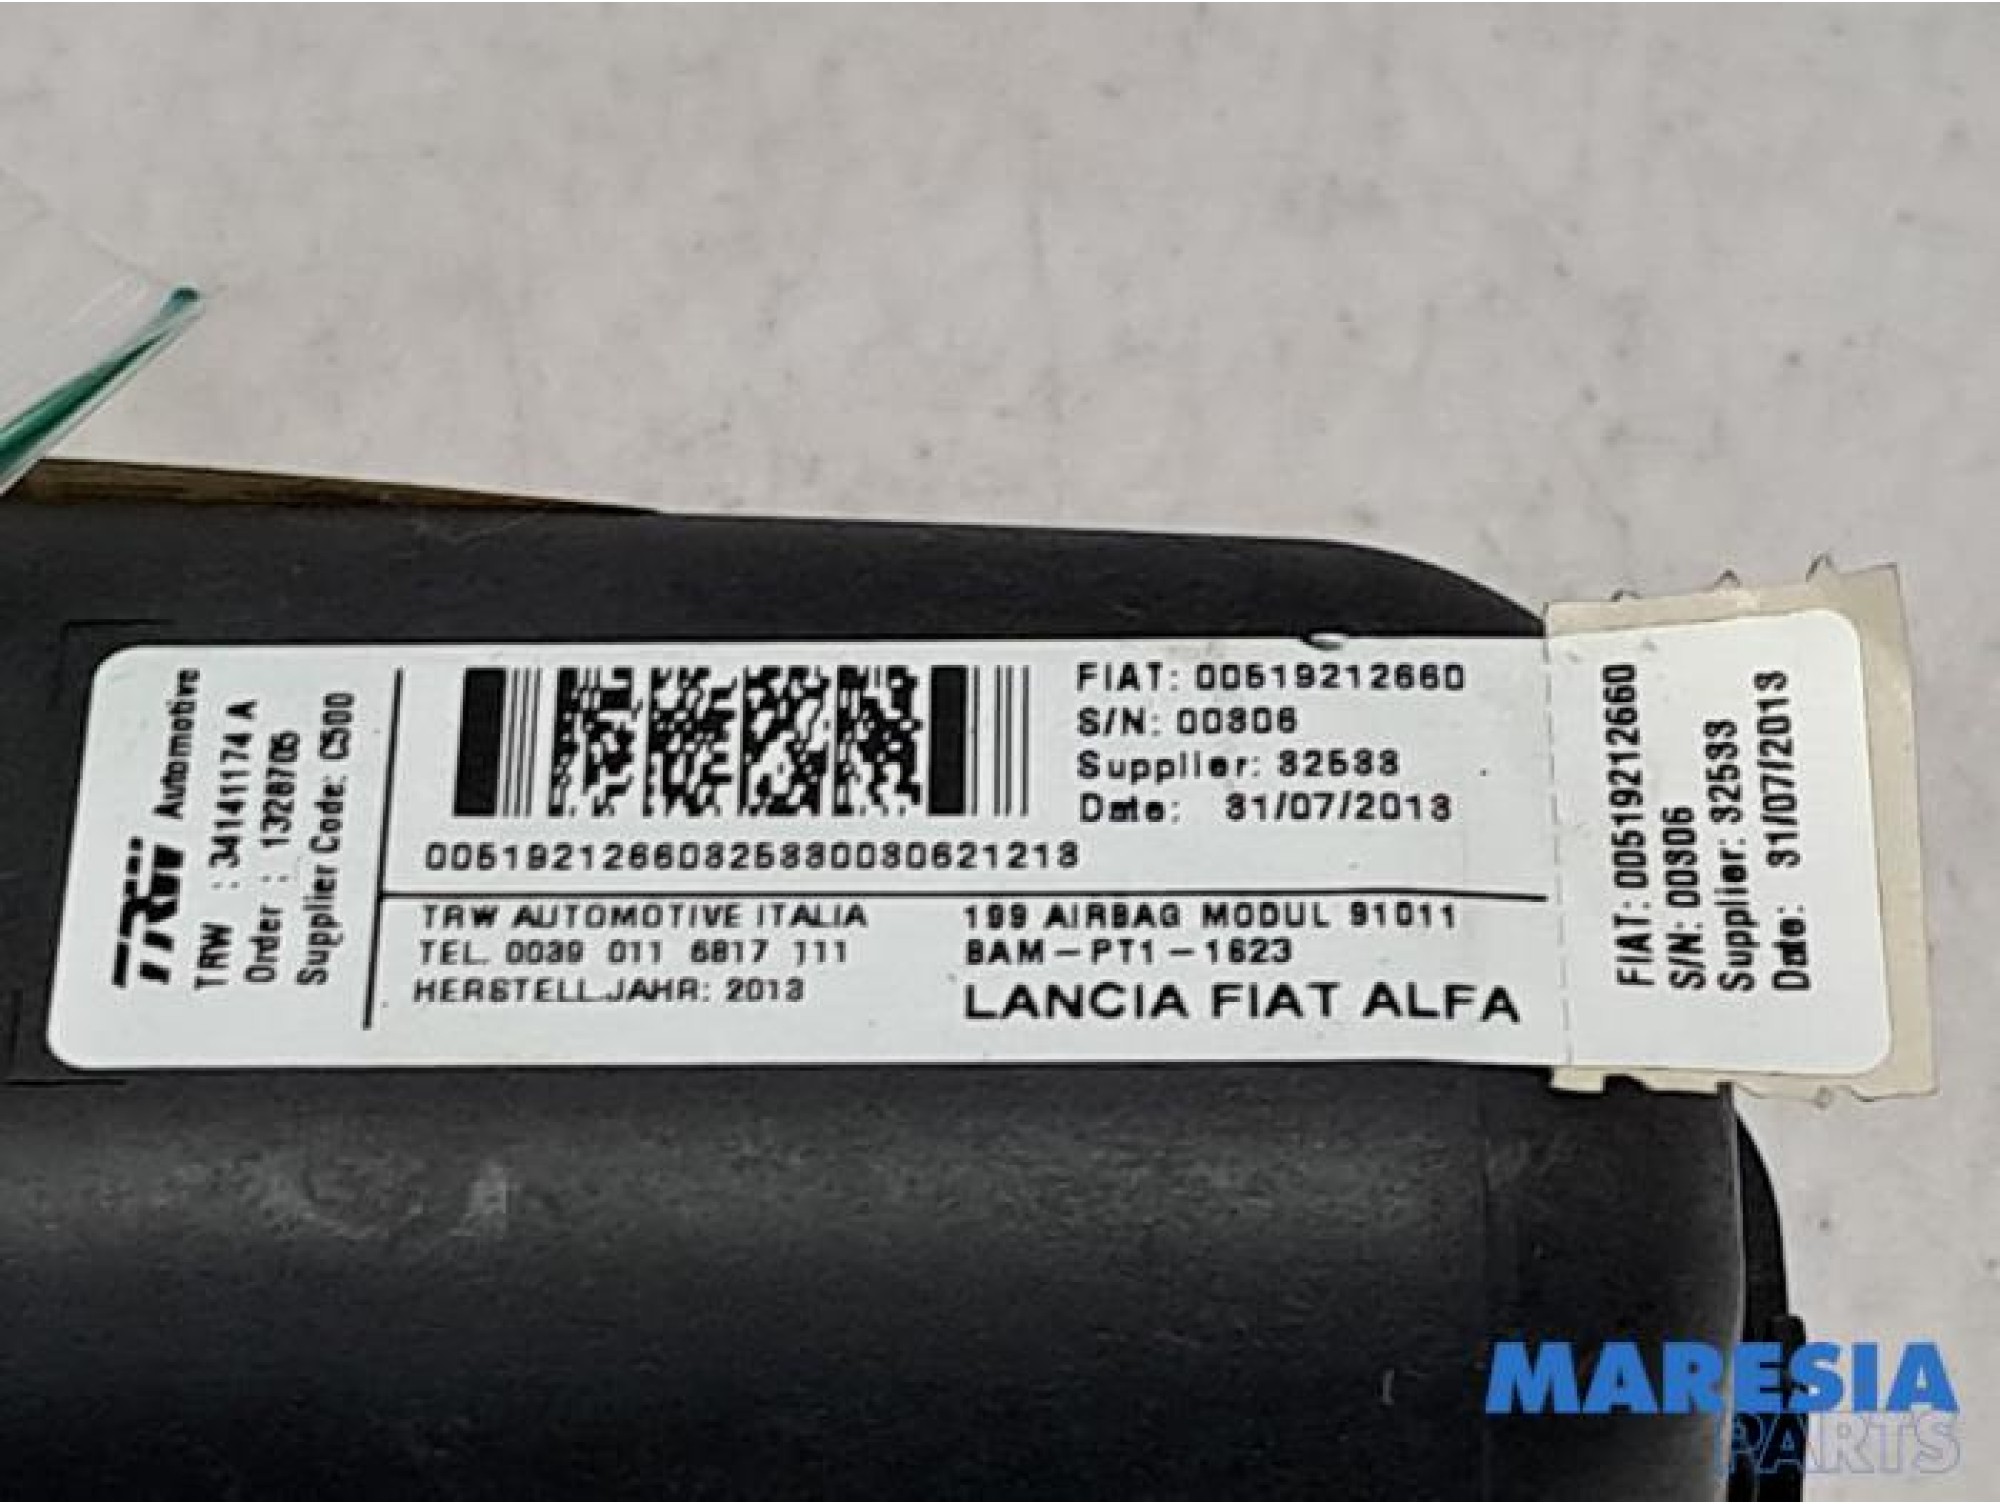 TRW Automotive
TRW : 34141174 A
Order : 1328705
Supplier Code: C500
FIAT: 00519212660
S/N: 00306
Supplier: 32533
Date: 31/07/2013
00519212660325330030621213
TRW AUTOMOTIVE ITALIA
TEL. 0039 011 6817 111
HERSTELLJAHR: 2013
199 AIRBAG MODUL 91011
BAM-PT1-1623
LANCIA FIAT ALFA
FIAT: 00519212660
S/N: 00306
Supplier: 32533
Date: 31/07/2013
MARESIA
PARTS